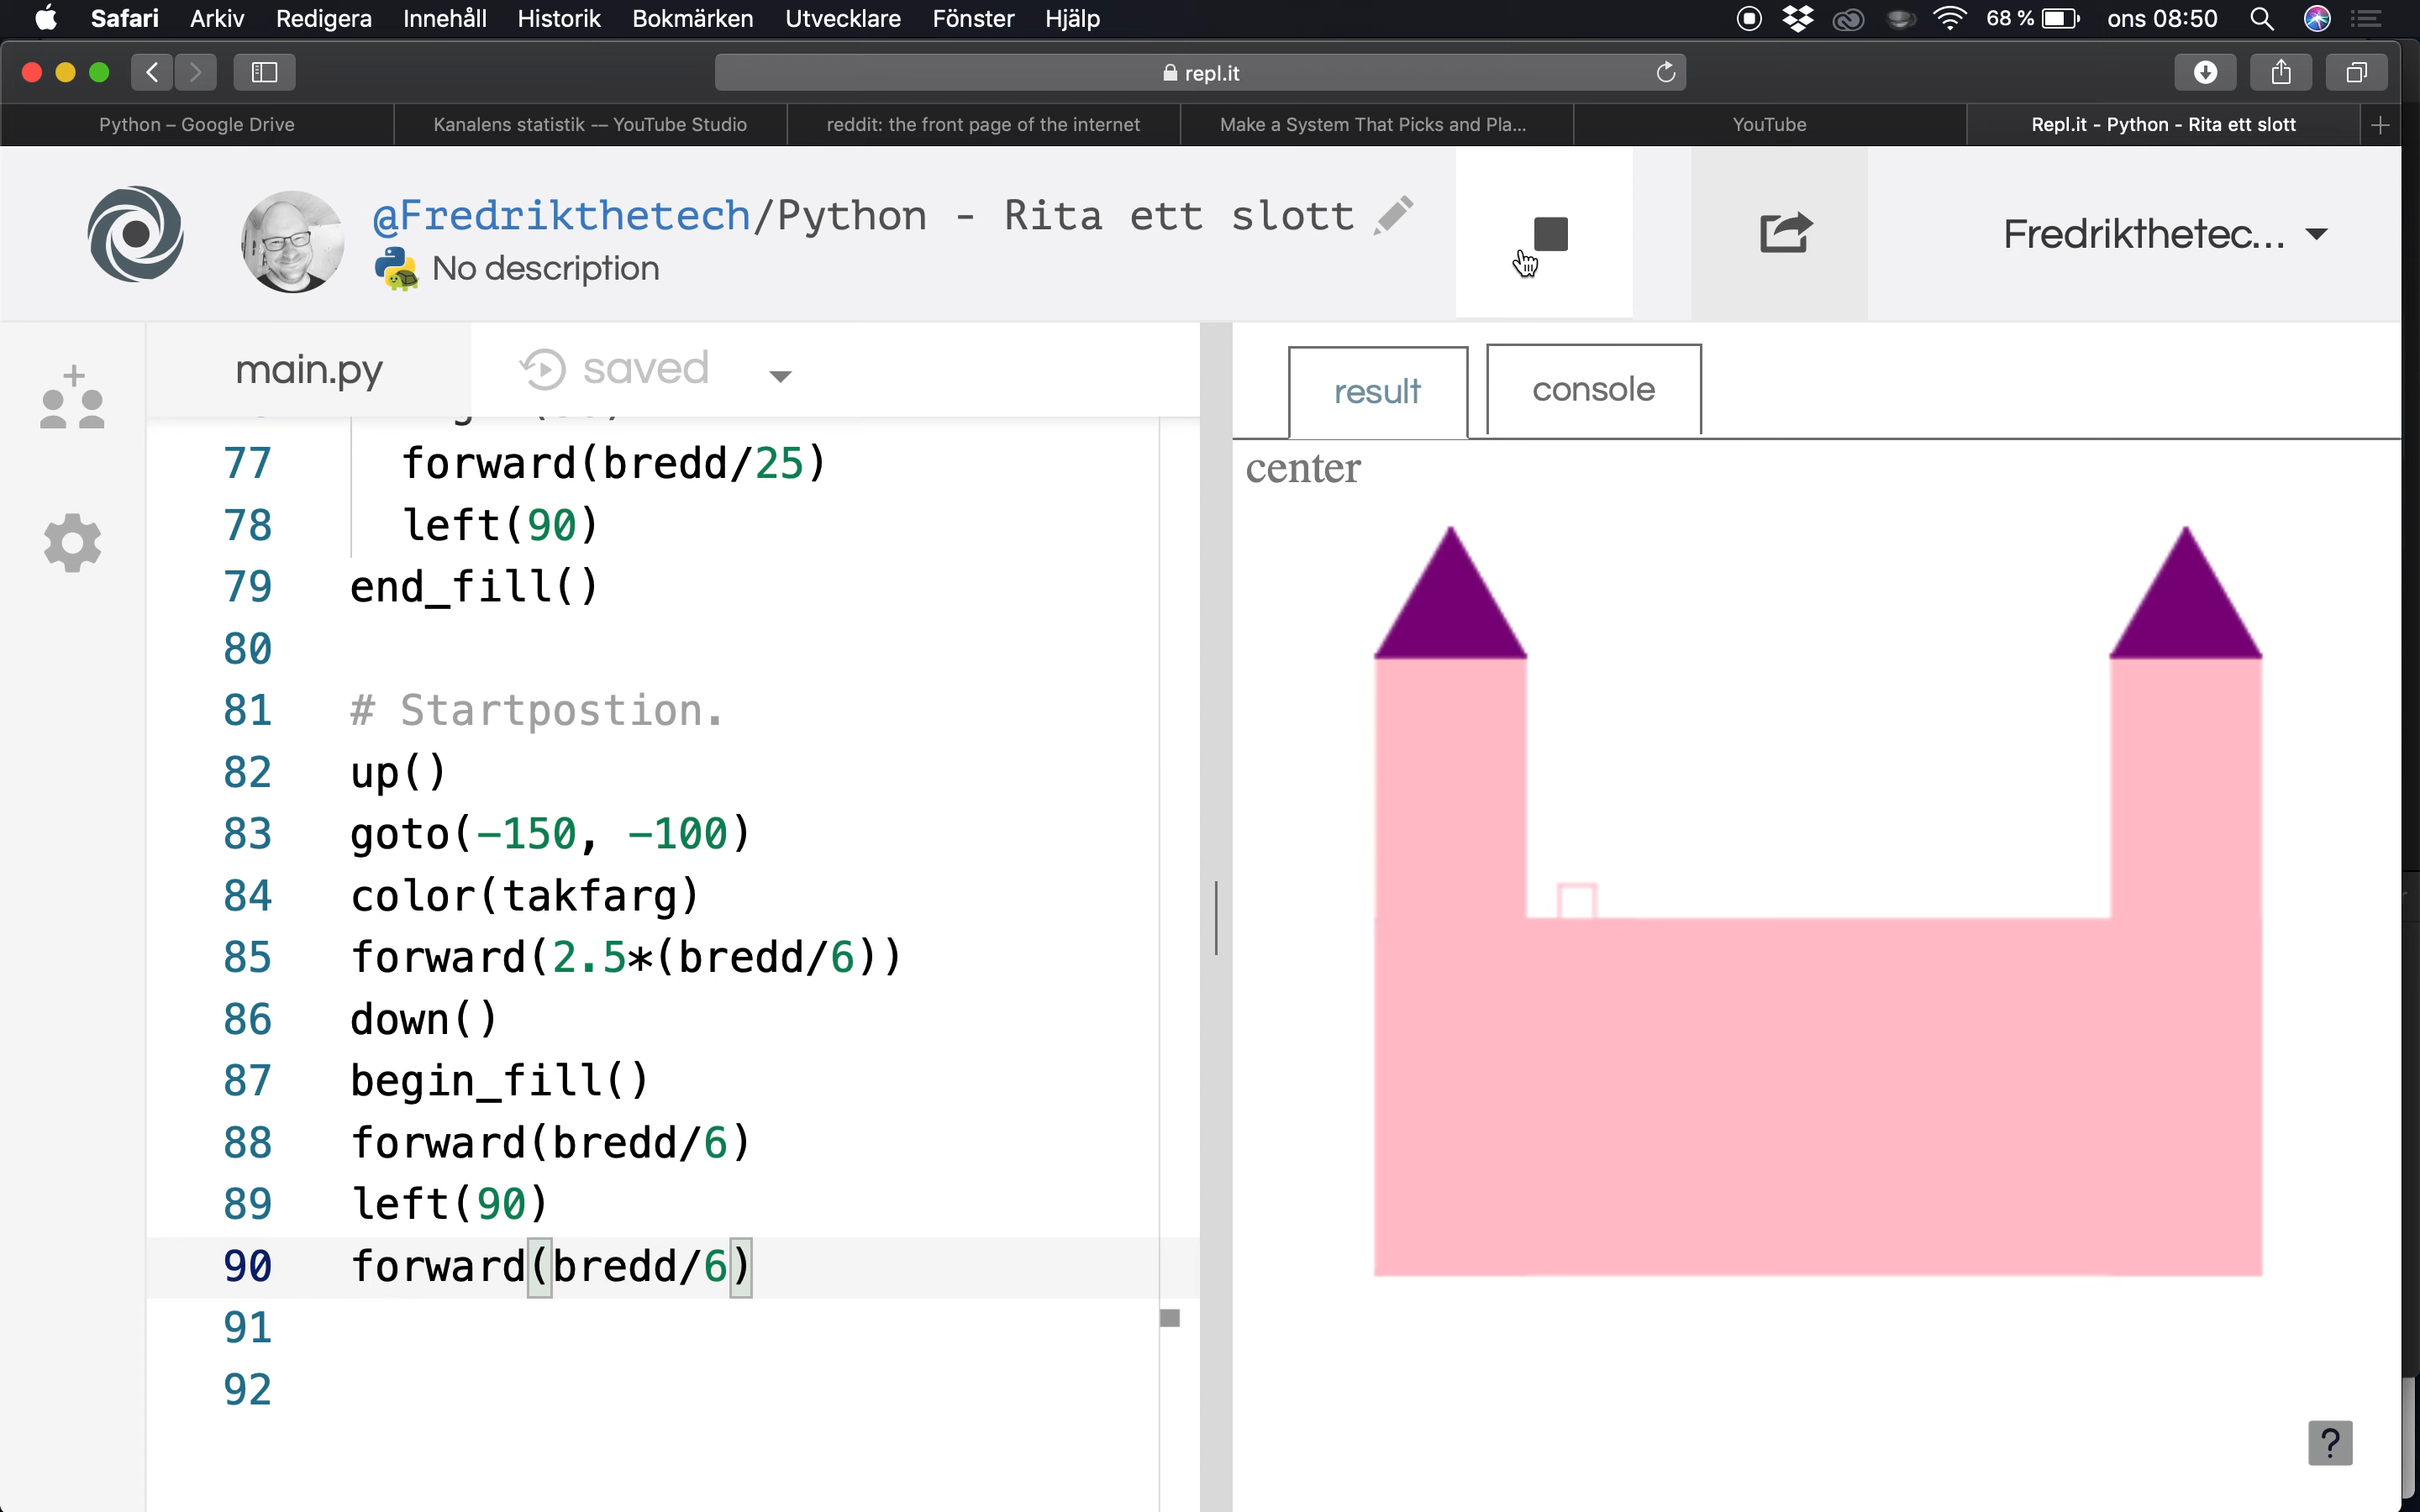 Safari Arkiv Redigera Innehåll Historik Bokmärken Utvecklare Fönster Hjälp 68 % ons 08:50
repl.it
Python – Google Drive
Kanalens statistik -– YouTube Studio
reddit: the front page of the internet
Make a System That Picks and Pla...
YouTube
Repl.it - Python - Rita ett slott
@Fredrikthetech/Python - Rita ett slott
No description
Fredrikthetec...
main.py
saved
77 forward(bredd/25)
78 left(90)
79 end_fill()
80
81 # Startpostion.
82 up()
83 goto(-150, -100)
84 color(takfarg)
85 forward(2.5*(bredd/6))
86 down()
87 begin_fill()
88 forward(bredd/6)
89 left(90)
90 forward(bredd/6)
91
92
result
console
center
?